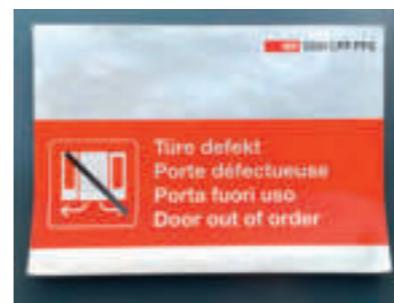 SBB CFF FFS
Türe defekt
Porte défectueuse
Porta fuori uso
Door out of order